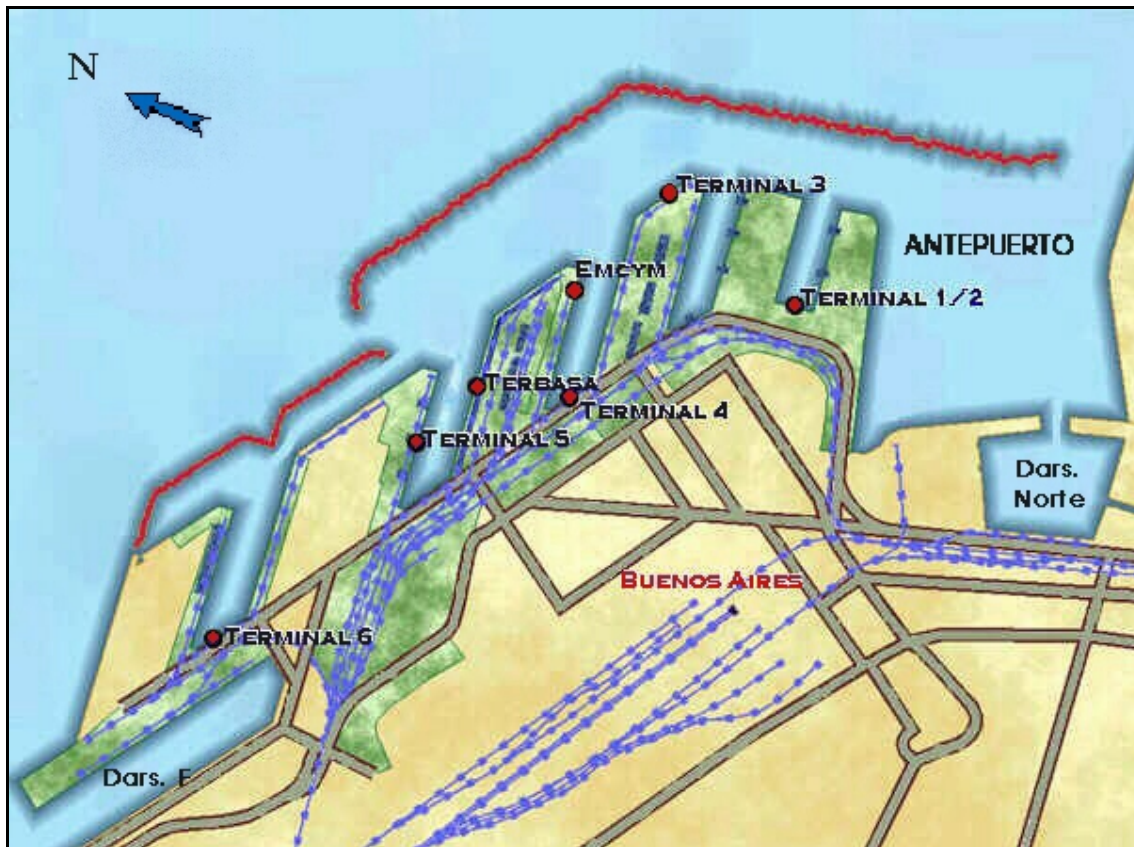 N
TERMINAL 3
ANTEPUERTO
EMCYM
TERMINAL 1/2
TERBASA
TERMINAL 4
TERMINAL 5
Dars.
Norte
BUENOS AIRES
TERMINAL 6
Dars. F